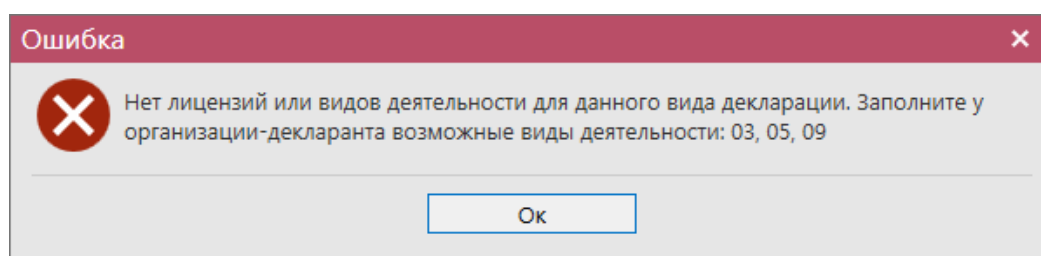 Ошибка
Нет лицензий или видов деятельности для данного вида декларации. Заполните у
организации-декларанта возможные виды деятельности: 03, 05, 09
Ок